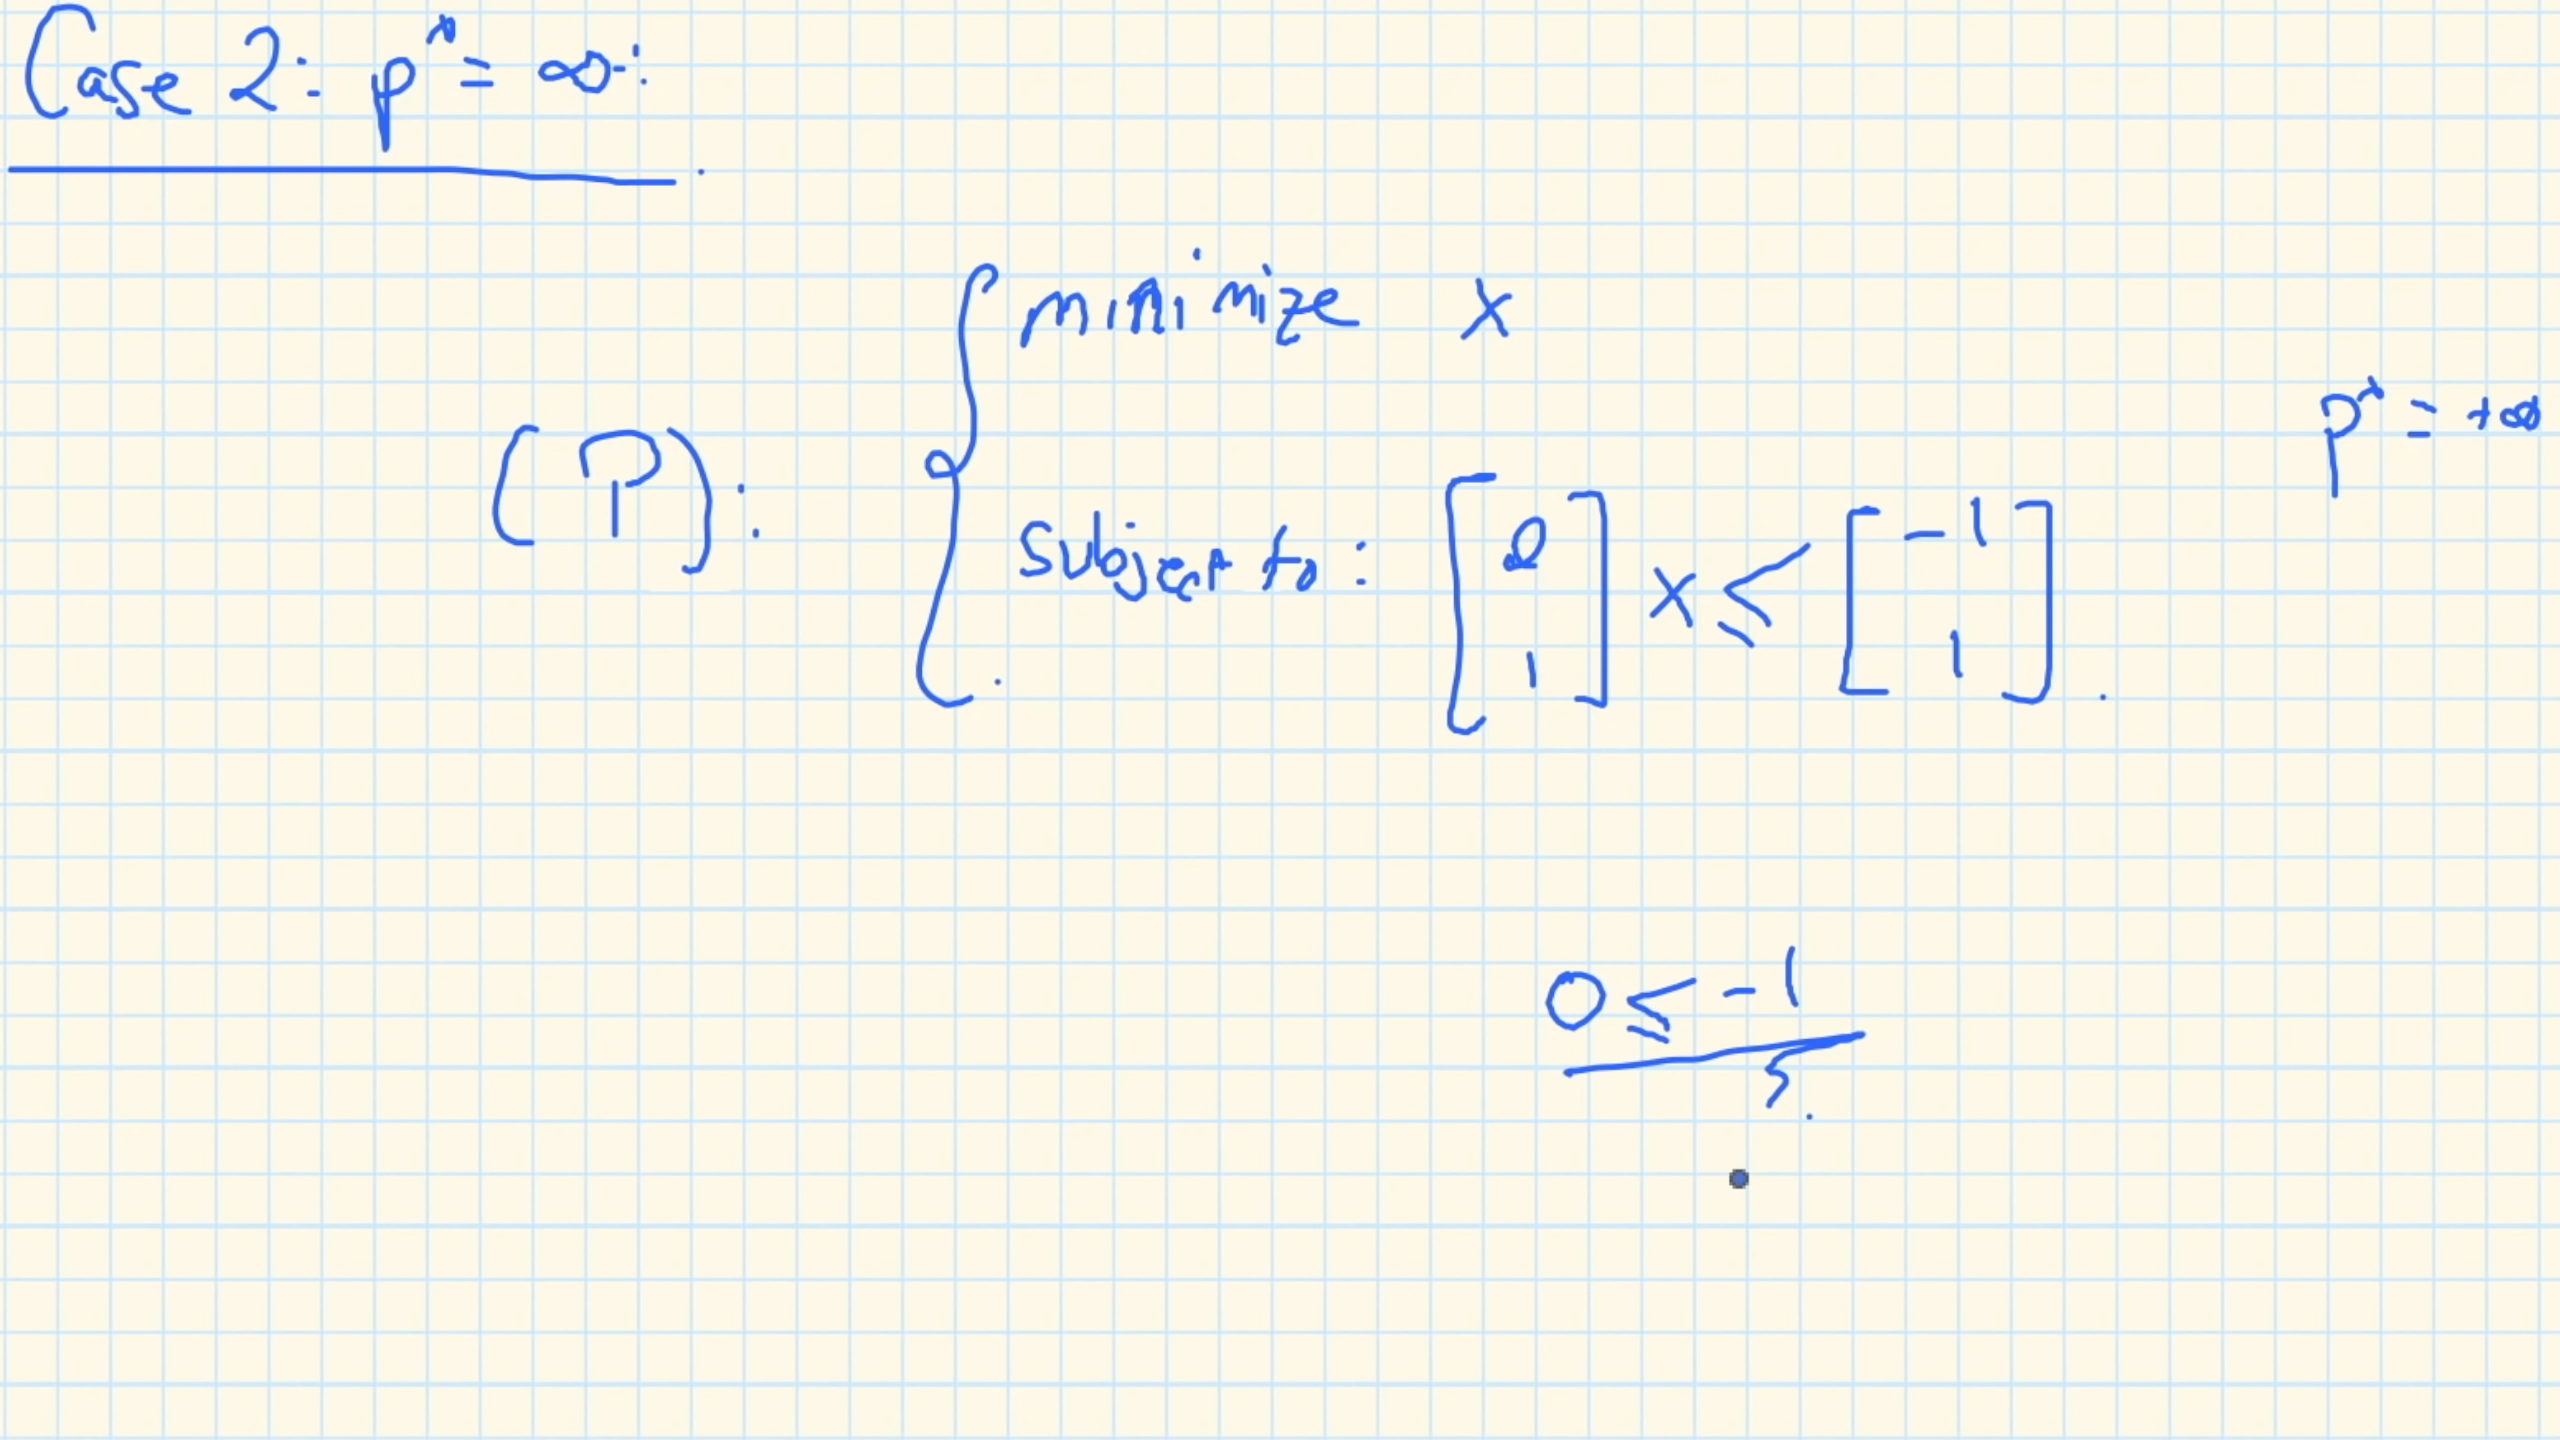 Case 2: p* = ∞:
minimize x
p* = +∞
(P):
subject to: [0 1] x ≤ [-1 1].
0 ≤ -1